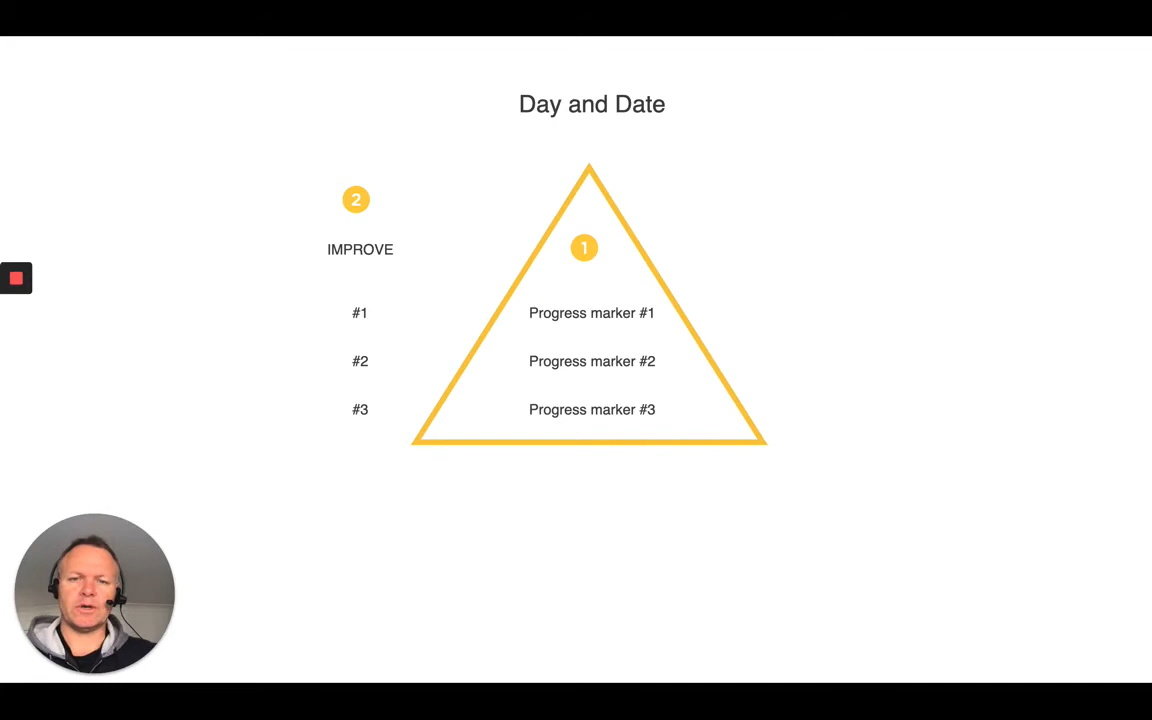 Day and Date
2
IMPROVE
#1
#2
#3
1
Progress marker #1
Progress marker #2
Progress marker #3